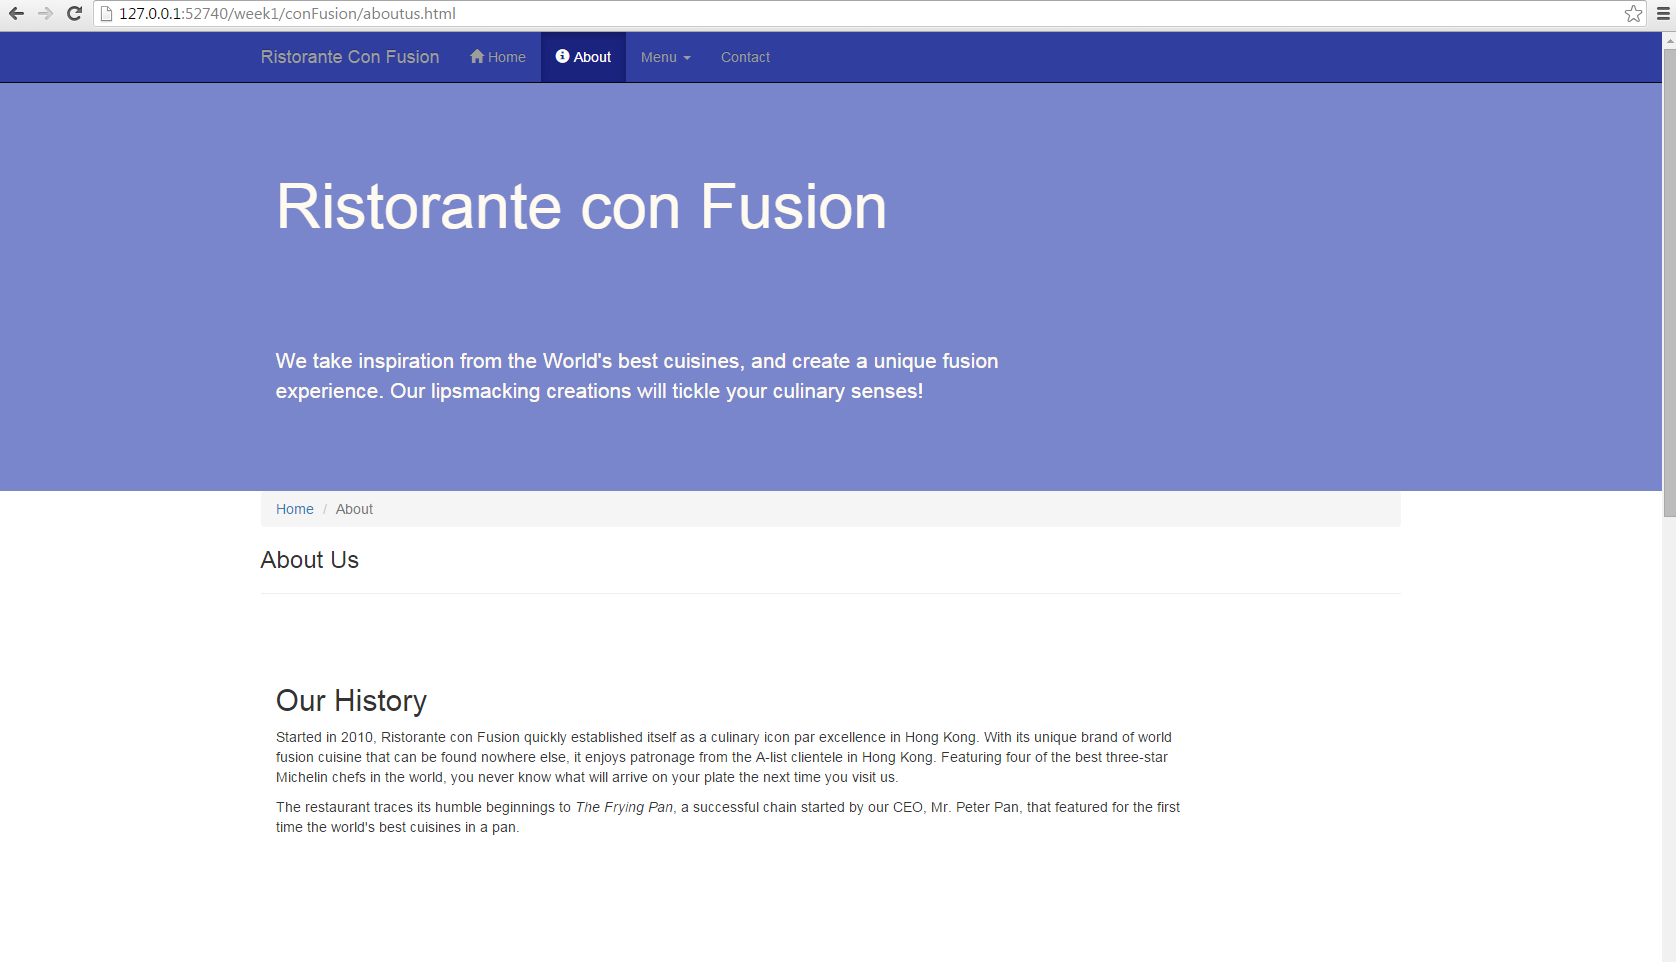 127.0.0.1:52740/week1/conFusion/aboutus.html
Ristorante Con Fusion Home About Menu Contact
Ristorante con Fusion
We take inspiration from the World's best cuisines, and create a unique fusion
experience. Our lipsmacking creations will tickle your culinary senses!
Home / About
About Us
Our History
Started in 2010, Ristorante con Fusion quickly established itself as a culinary icon par excellence in Hong Kong. With its unique brand of world
fusion cuisine that can be found nowhere else, it enjoys patronage from the A-list clientele in Hong Kong. Featuring four of the best three-star
Michelin chefs in the world, you never know what will arrive on your plate the next time you visit us.
The restaurant traces its humble beginnings to The Frying Pan, a successful chain started by our CEO, Mr. Peter Pan, that featured for the first
time the world's best cuisines in a pan.